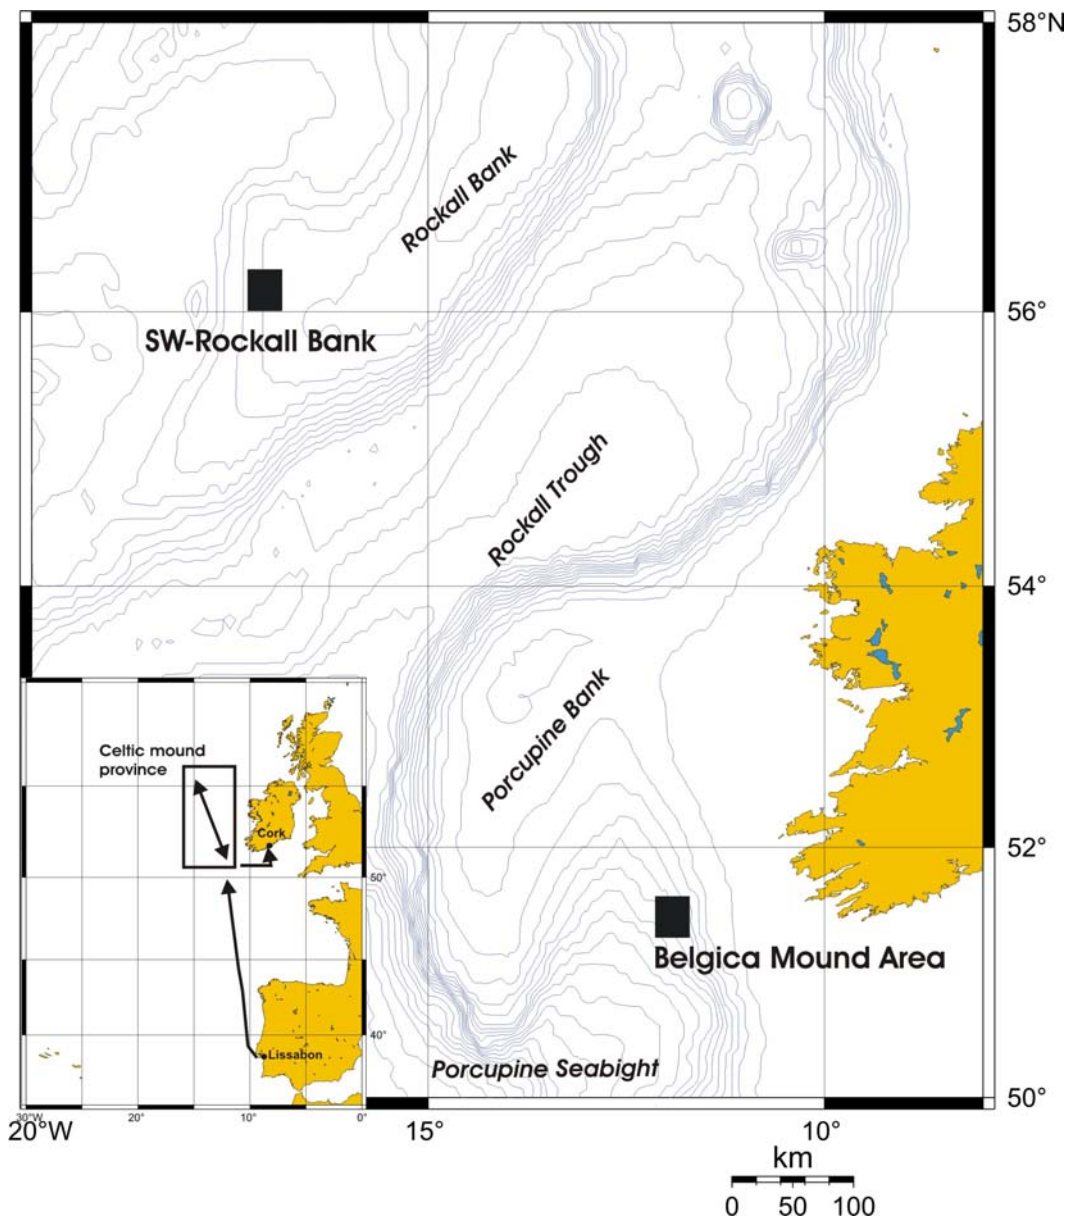 58°N
Rockall Bank
56°
SW-Rockall Bank
Rockall Trough
54°
Porcupine Bank
Celtic mound
province
Cork
52°
50°
Belgica Mound Area
40°
Lissabon
Porcupine Seabight
50°
30°W
20°
10°
0°
20°W
15°
10°
km
0 50 100